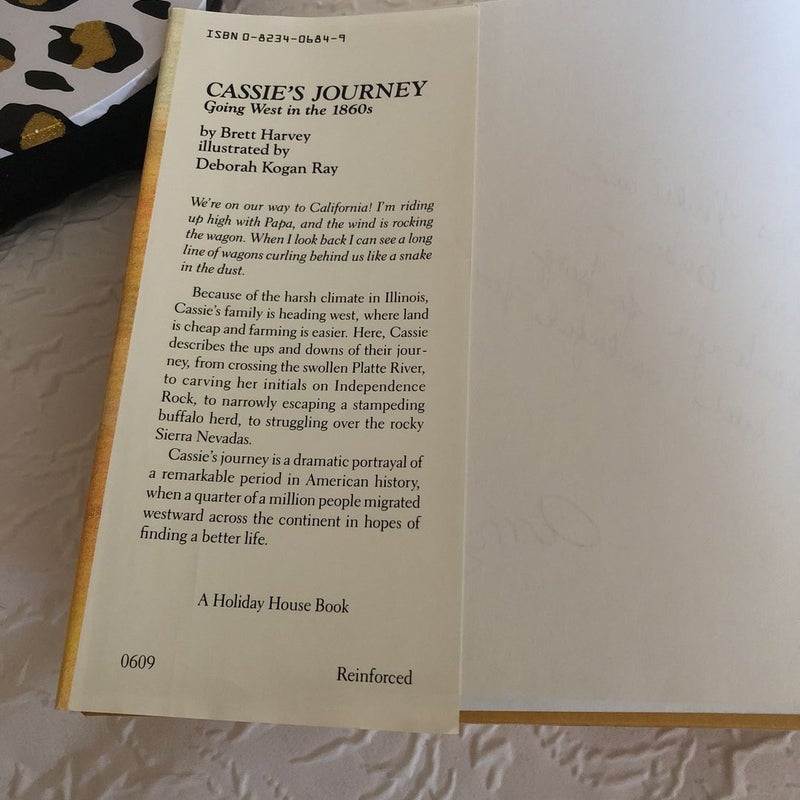 ISBN 0-8234-0684-9
CASSIE'S JOURNEY
Going West in the 1860s
by Brett Harvey
illustrated by
Deborah Kogan Ray
We're on our way to California! I'm riding
up high with Papa, and the wind is rocking
the wagon. When I look back I can see a long
line of wagons curling behind us like a snake
in the dust.
Because of the harsh climate in Illinois,
Cassie's family is heading west, where land
is cheap and farming is easier. Here, Cassie
describes the ups and downs of their jour-
ney, from crossing the swollen Platte River,
to carving her initials on Independence
Rock, to narrowly escaping a stampeding
buffalo herd, to struggling over the rocky
Sierra Nevadas.
Cassie's journey is a dramatic portrayal of
a remarkable period in American history,
when a quarter of a million people migrated
westward across the continent in hopes of
finding a better life.
A Holiday House Book
0609
Reinforced